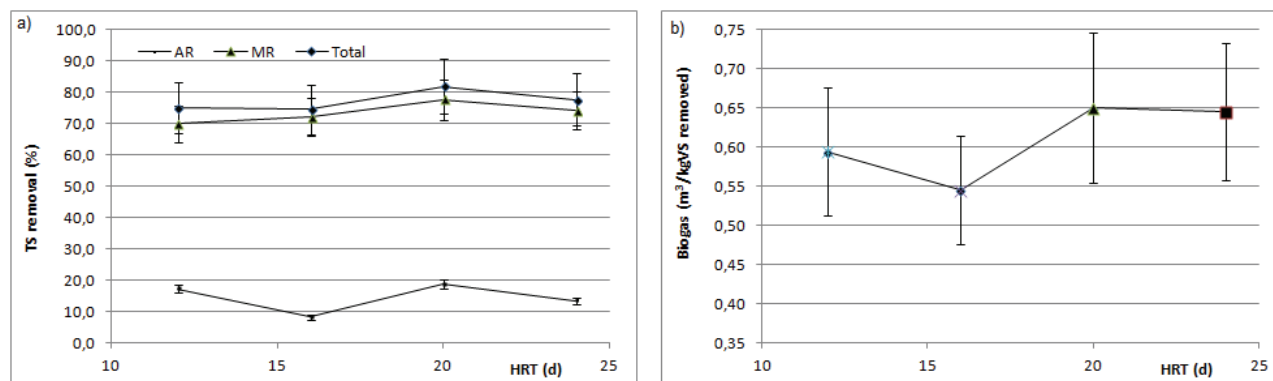 a)
AR MR Total
TS removal (%)
100,0
90,0
80,0
70,0
60,0
50,0
40,0
30,0
20,0
10,0
0,0
10 15 20 HRT (d) 25
b)
Biogas (m³/kgVS removed)
0,75
0,70
0,65
0,60
0,55
0,50
0,45
0,40
0,35
10 15 20 HRT (d) 25